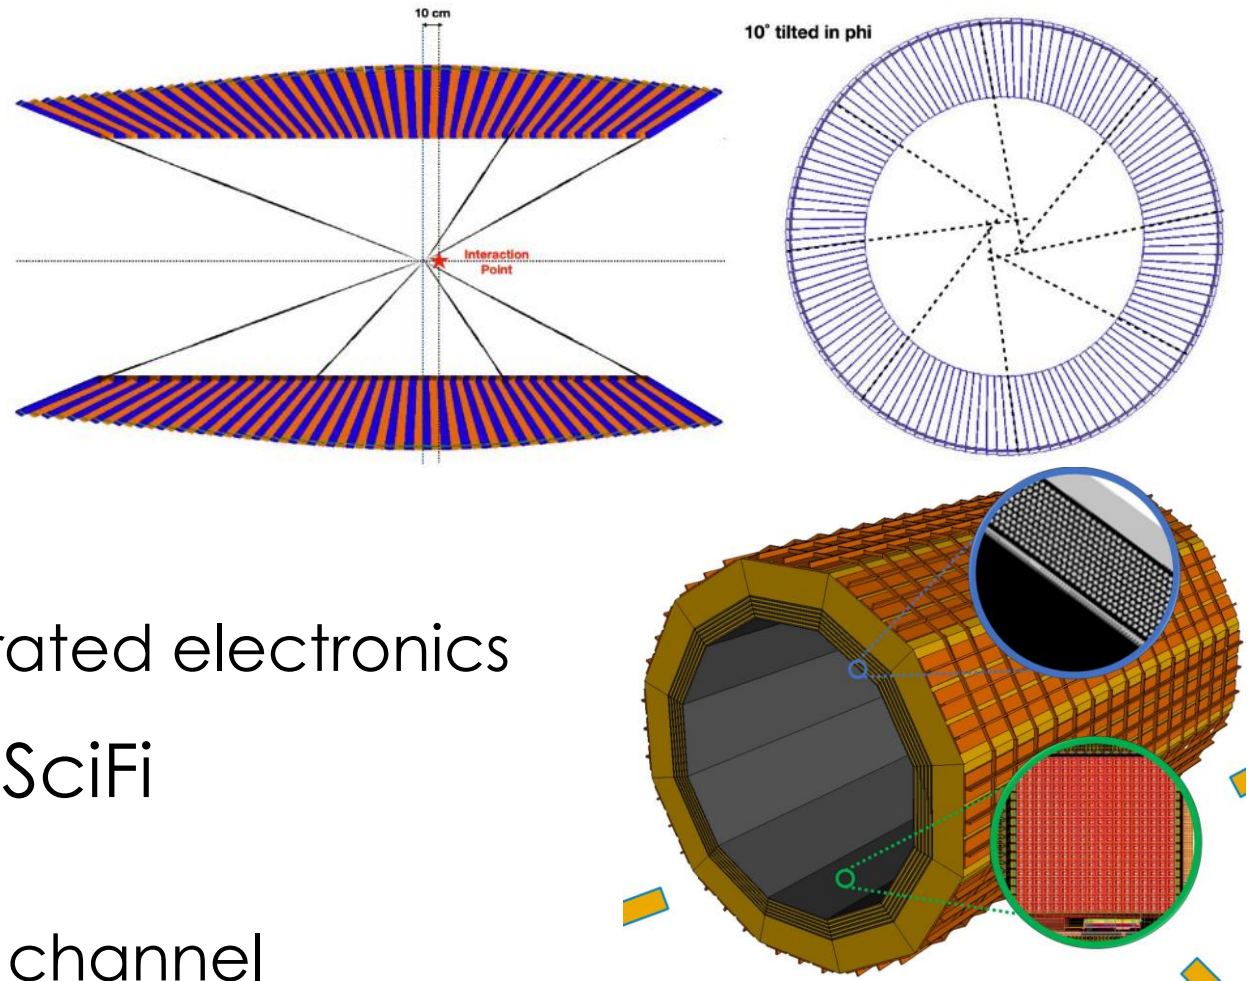 10 cm
10° tilted in phi
Interaction
Point
rated electronics
SciFi
channel